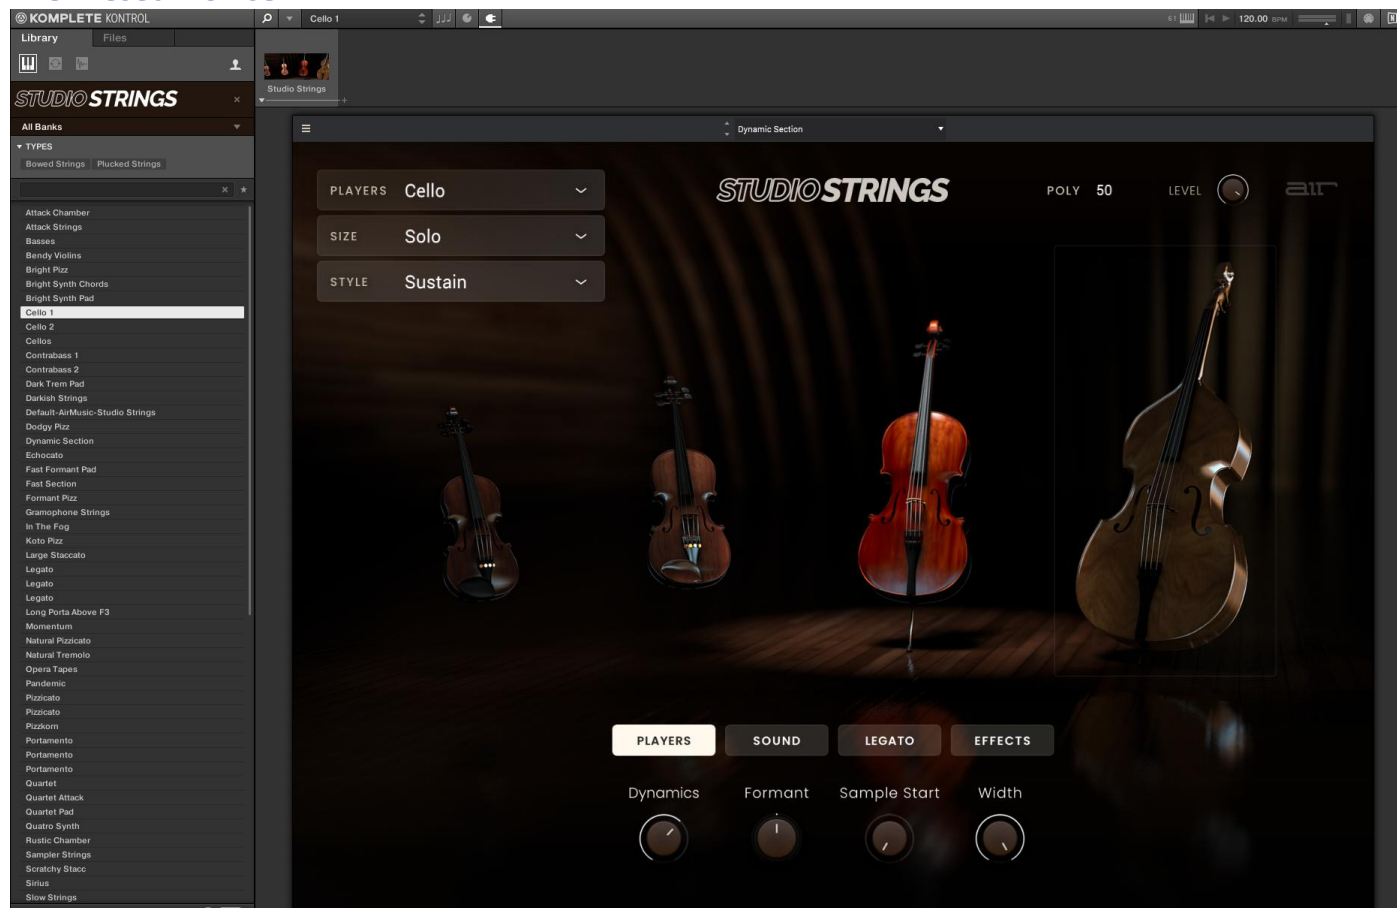 KOMPLETE KONTROL
Cello 1
61
120.00 BPM
Library
Files
Studio Strings
STUDIO STRINGS
All Banks
TYPES
Bowed Strings
Plucked Strings
Attack Chamber
Attack Strings
Basses
Bendy Violins
Bright Pizz
Bright Synth Chords
Bright Synth Pad
Cello 1
Cello 2
Cellos
Contrabass 1
Contrabass 2
Dark Trem Pad
Darkish Strings
Default-AirMusic-Studio Strings
Dodgy Pizz
Dynamic Section
Echocato
Fast Formant Pad
Fast Section
Formant Pizz
Gramophone Strings
In The Fog
Koto Pizz
Large Staccato
Legato
Legato
Legato
Long Porta Above F3
Momentum
Natural Pizzicato
Natural Tremolo
Opera Tapes
Pandemic
Pizzicato
Pizzicato
Pizzkorn
Portamento
Portamento
Portamento
Quartet
Quartet Attack
Quartet Pad
Quatro Synth
Rustic Chamber
Sampler Strings
Scratchy Stacc
Sirius
Slow Strings
Dynamic Section
PLAYERS Cello
SIZE Solo
STYLE Sustain
STUDIO STRINGS
POLY 50
LEVEL
air
PLAYERS
SOUND
LEGATO
EFFECTS
Dynamics
Formant
Sample Start
Width